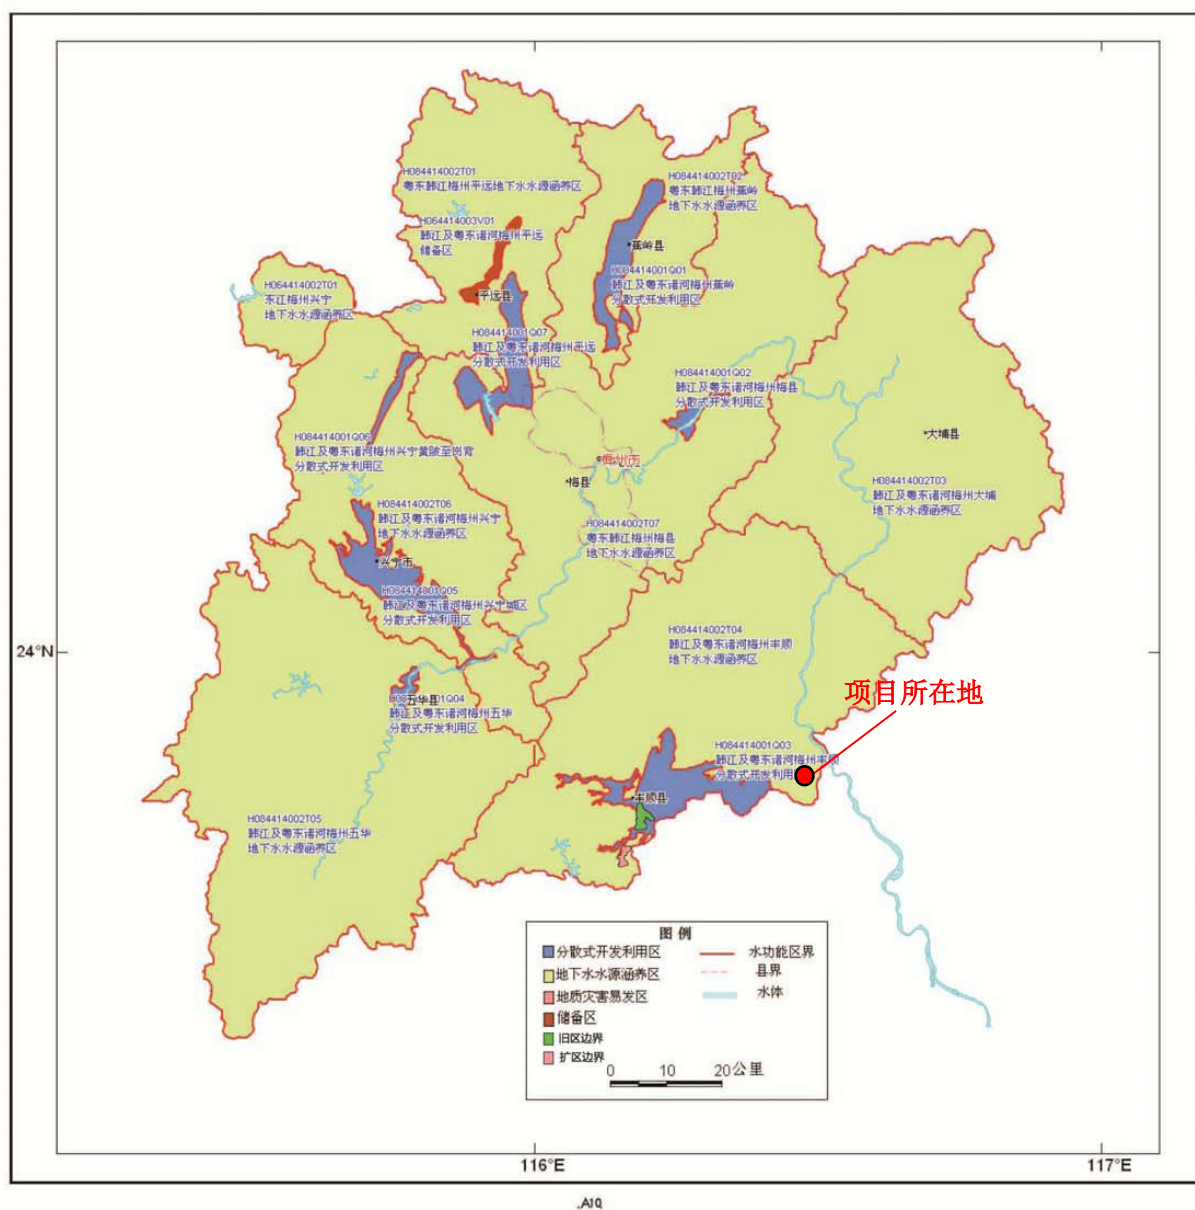 H084414002T01
粤东韩江梅州平远地下水水源涵养区
H084414002T02
粤东韩江梅州蕉岭
地下水水源涵养区
H064414003V01
韩江及粤东诸河梅州平远
储备区
蕉岭县
H084414001Q01
韩江及粤东诸河梅州蕉岭
分散式开发利用区
H064414002T01
东江梅州兴宁
地下水水源涵养区
平远县
H084414001Q07
韩江及粤东诸河梅州平远
分散式开发利用区
H084414001Q02
韩江及粤东诸河梅州梅县
分散式开发利用区
H084414001Q06
韩江及粤东诸河梅州兴宁黄陂至岗背
分散式开发利用区
大埔县
梅州市
梅县
H084414002T03
韩江及粤东诸河梅州大埔
地下水水源涵养区
H084414002T06
韩江及粤东诸河梅州兴宁
地下水水源涵养区
H084414002T07
粤东韩江梅州梅县
地下水水源涵养区
兴宁市
H084414001Q05
韩江及粤东诸河梅州兴宁城区
分散式开发利用区
H084414002T04
韩江及粤东诸河梅州丰顺
地下水水源涵养区
24°N
项目所在地
五华县
韩江及粤东诸河梅州五华
分散式开发利用区
H084414001Q03
韩江及粤东诸河梅州丰顺
分散式开发利用
丰顺县
H084414002T05
韩江及粤东诸河梅州五华
地下水水源涵养区
图 例
分散式开发利用区
水功能区界
地下水水源涵养区
县界
地质灾害易发区
水体
储备区
旧区边界
扩区边界
0 10 20公里
116°E
117°E